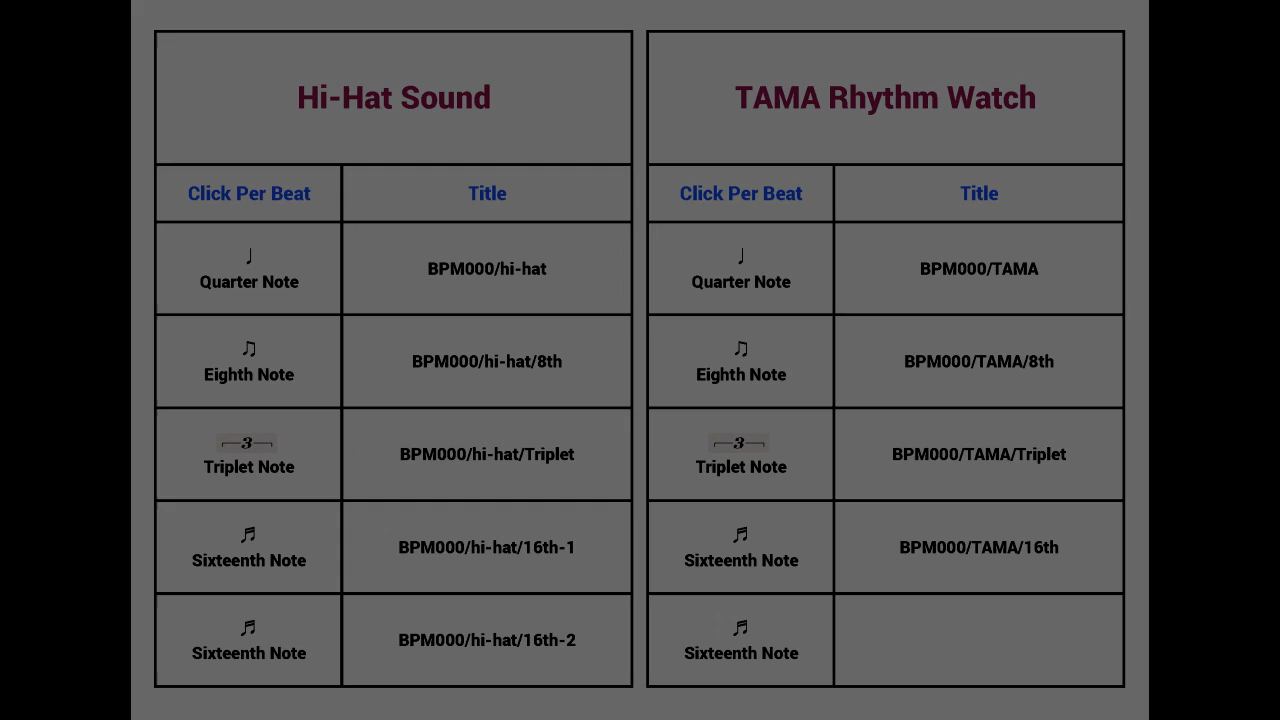 Hi-Hat Sound
Click Per Beat
Title
♩
Quarter Note
BPM000/hi-hat
♫
Eighth Note
BPM000/hi-hat/8th
3
Triplet Note
BPM000/hi-hat/Triplet
♬
Sixteenth Note
BPM000/hi-hat/16th-1
♬
Sixteenth Note
BPM000/hi-hat/16th-2
TAMA Rhythm Watch
Click Per Beat
Title
♩
Quarter Note
BPM000/TAMA
♫
Eighth Note
BPM000/TAMA/8th
3
Triplet Note
BPM000/TAMA/Triplet
♬
Sixteenth Note
BPM000/TAMA/16th
♬
Sixteenth Note